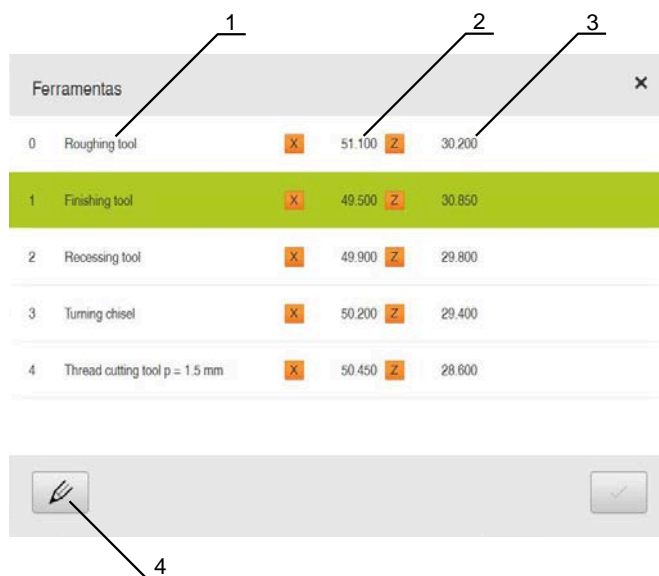 1 2 3
Ferramentas ×
0 Roughing tool X 51.100 Z 30.200
1 Finishing tool X 49.500 Z 30.850
2 Recessing tool X 49.900 Z 29.800
3 Turning chisel X 50.200 Z 29.400
4 Thread cutting tool p = 1.5 mm X 50.450 Z 28.600
4